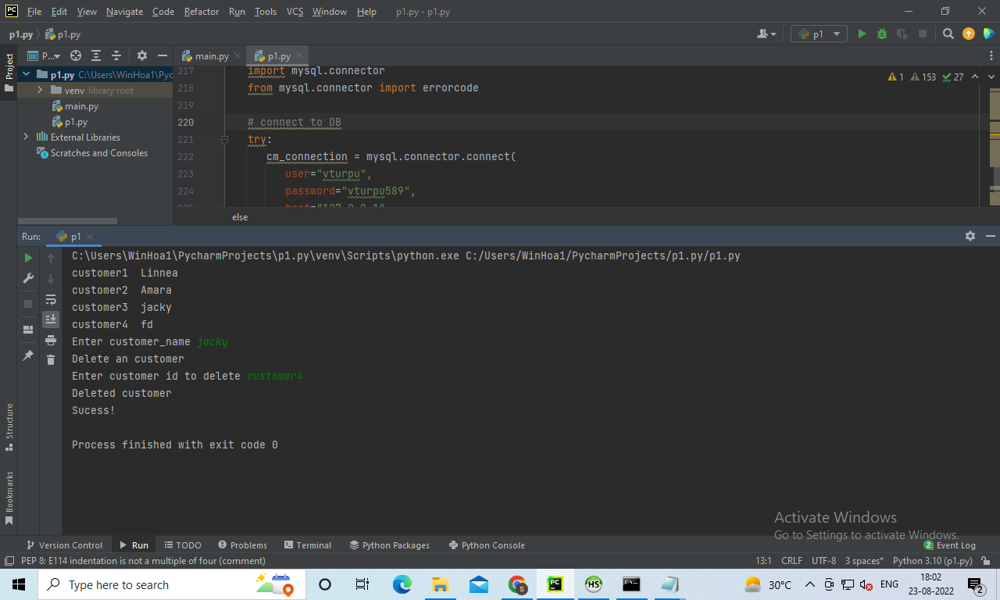 PC File Edit View Navigate Code Refactor Run Tools VCS Window Help p1.py - p1.py
p1.py p1.py p1
Project P... main.py p1.py
p1.py C:\Users\WinHoa1\Pyc
venv library root
main.py
p1.py
External Libraries
Scratches and Consoles
217 import mysql.connector
1 153 27
218 from mysql.connector import errorcode
219
220 # connect to DB
221 try:
222 cm_connection = mysql.connector.connect(
223 user="vturpu",
224 password="vturpu589",
225 host="127.0.0.1"
else
Run: p1
C:\Users\WinHoa1\PycharmProjects\p1.py\venv\Scripts\python.exe C:/Users/WinHoa1/PycharmProjects/p1.py/p1.py
customer1 Linnea
customer2 Amara
customer3 jacky
customer4 fd
Enter customer_name jacky
Delete an customer
Enter customer id to delete customer4
Deleted customer
Sucess!
Process finished with exit code 0
Structure
Bookmarks
Activate Windows
Go to Settings to activate Windows.
Version Control Run TODO Problems Terminal Python Packages Python Console 2 Event Log
PEP 8: E114 indentation is not a multiple of four (comment) 13:1 CRLF UTF-8 3 spaces* Python 3.10 (p1.py)
Type here to search S PC HS 30°C ENG 18:02 2
23-08-2022